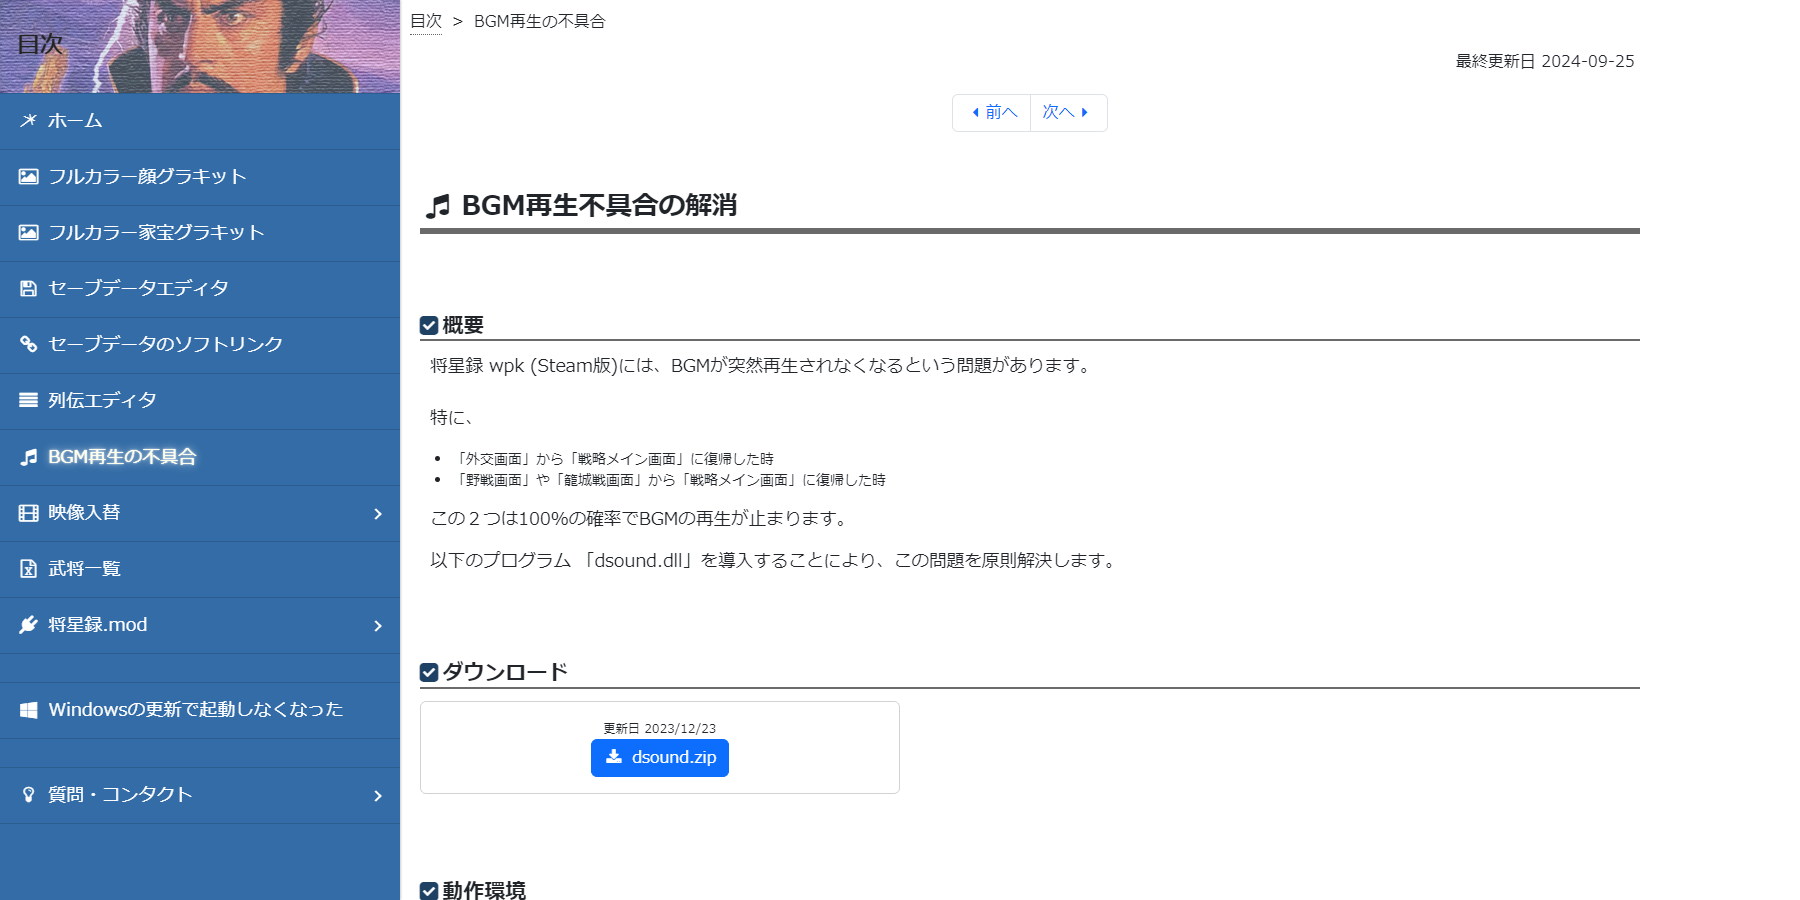 目次
ホーム
フルカラー顔グラキット
フルカラー家宝グラキット
セーブデータエディタ
セーブデータのソフトリンク
列伝エディタ
BGM再生の不具合
映像入替
武将一覧
将星録.mod
Windowsの更新で起動しなくなった
質問・コンタクト
目次 > BGM再生の不具合
最終更新日 2024-09-25
前へ 次へ
BGM再生不具合の解消
概要
将星録 wpk (Steam版)には、BGMが突然再生されなくなるという問題があります。
特に、
• 「外交画面」から「戦略メイン画面」に復帰した時
• 「野戦画面」や「籠城戦画面」から「戦略メイン画面」に復帰した時
この２つは100%の確率でBGMの再生が止まります。
以下のプログラム 「dsound.dll」を導入することにより、この問題を原則解決します。
ダウンロード
更新日 2023/12/23
dsound.zip
動作環境